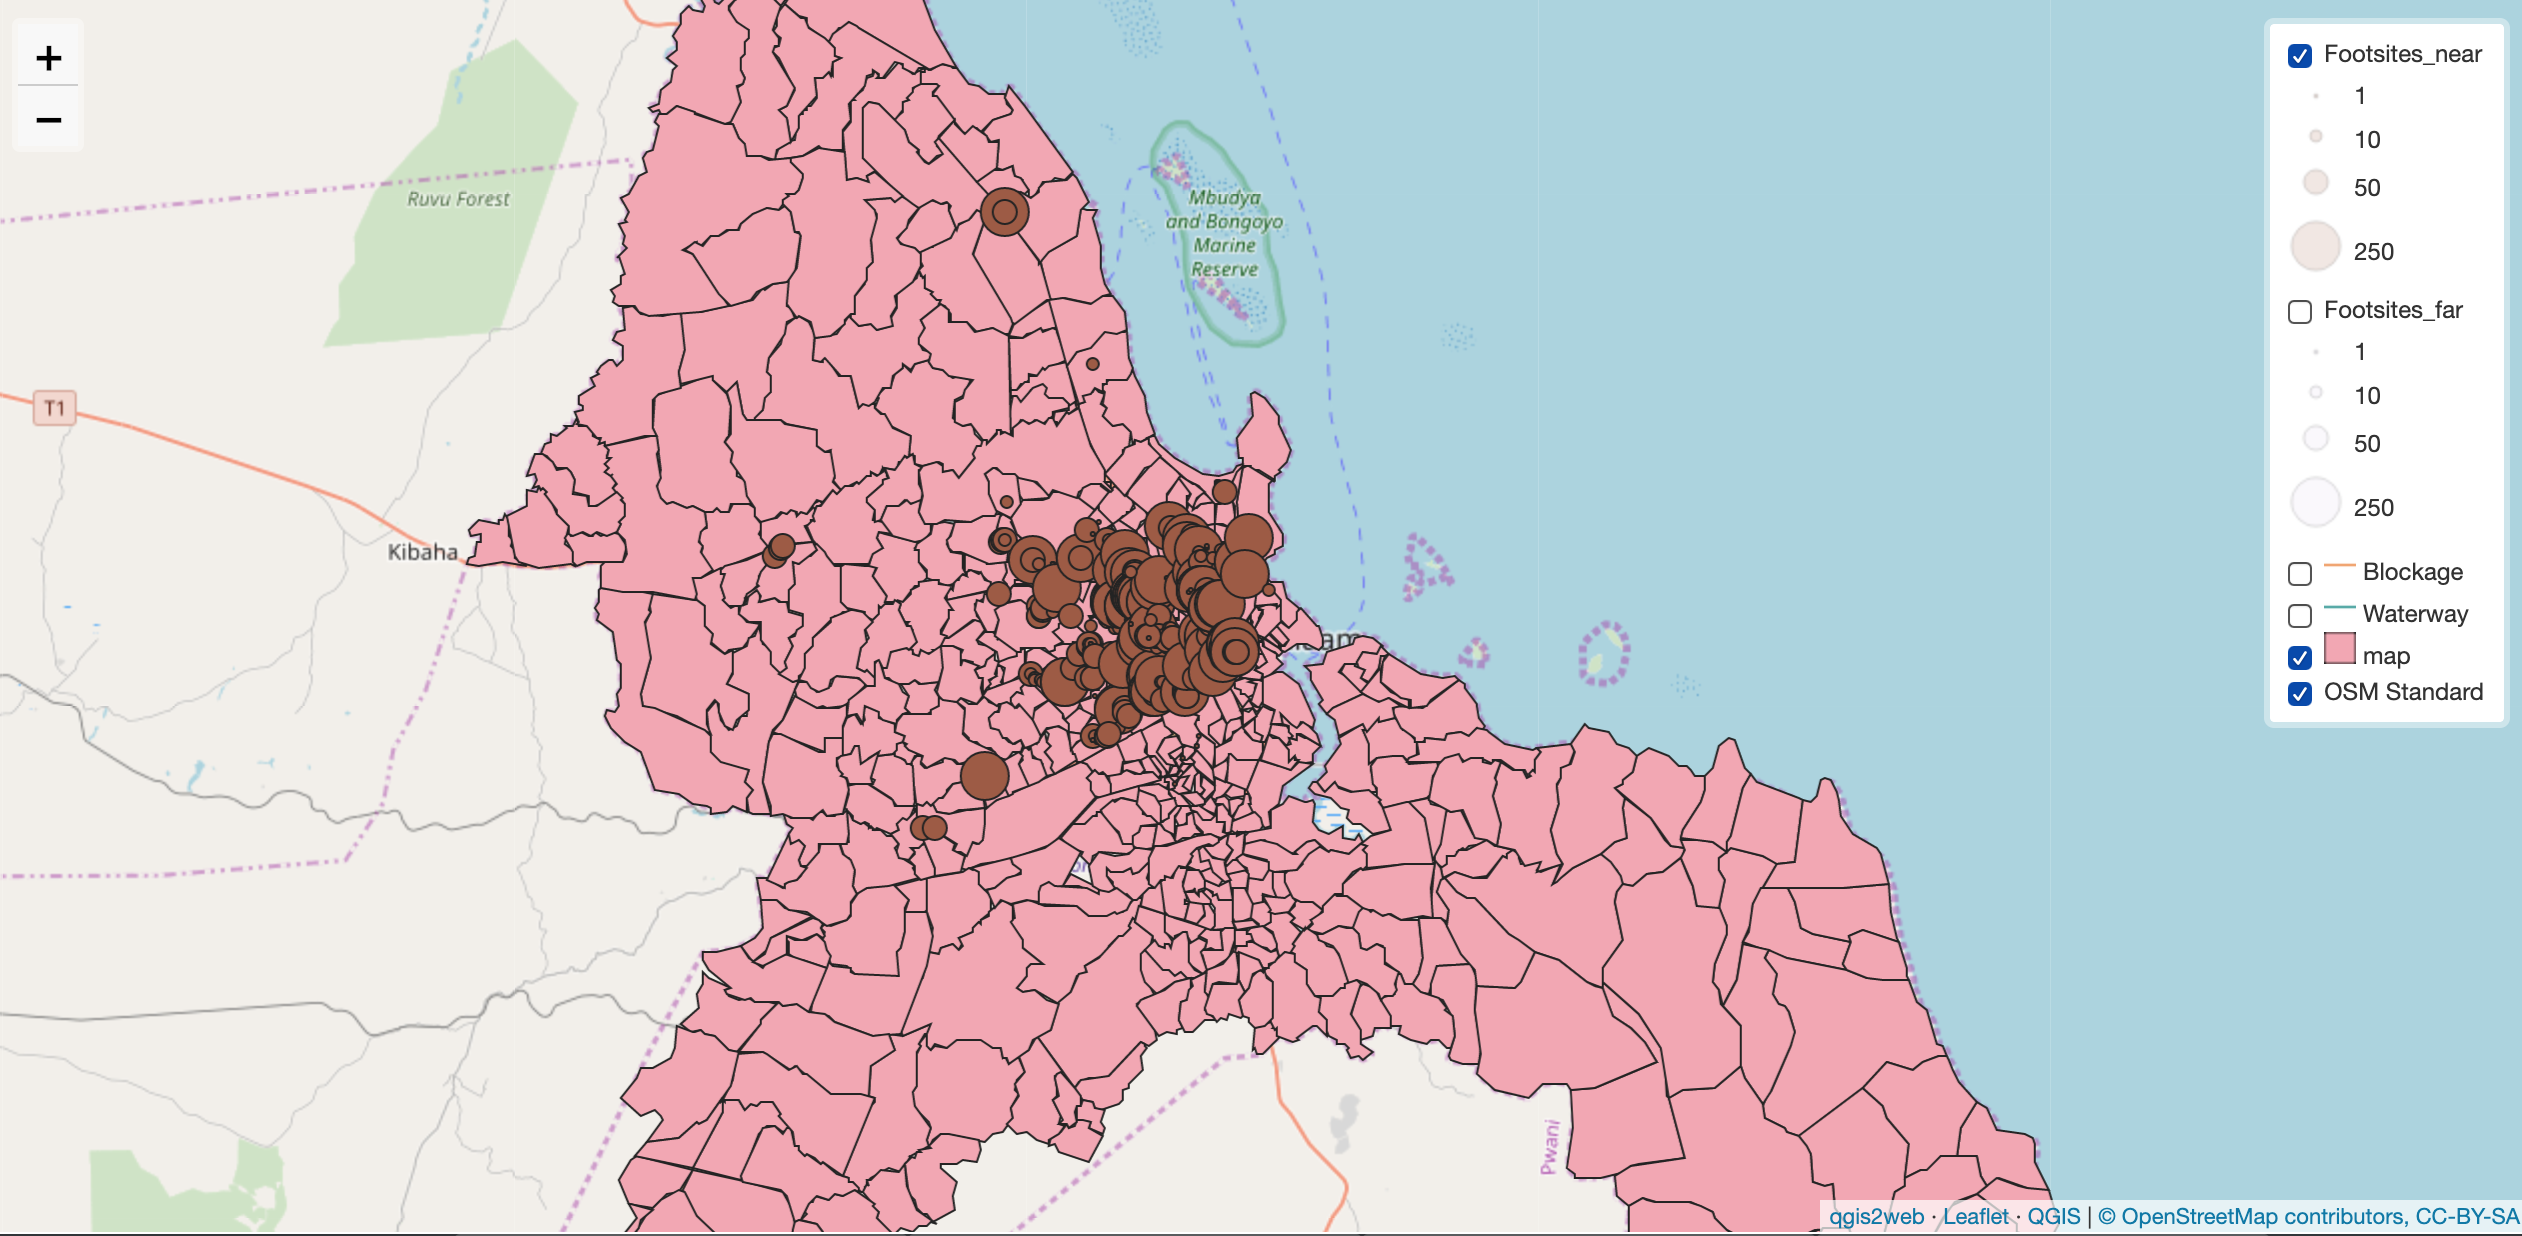 +
−
Ruvu Forest
Mbudya
and Bongoyo
Marine
Reserve
T1
Kibaha
Pwani
Footsites_near
1
10
50
250
Footsites_far
1
10
50
250
Blockage
Waterway
map
OSM Standard
qgis2web · Leaflet · QGIS | © OpenStreetMap contributors, CC-BY-SA